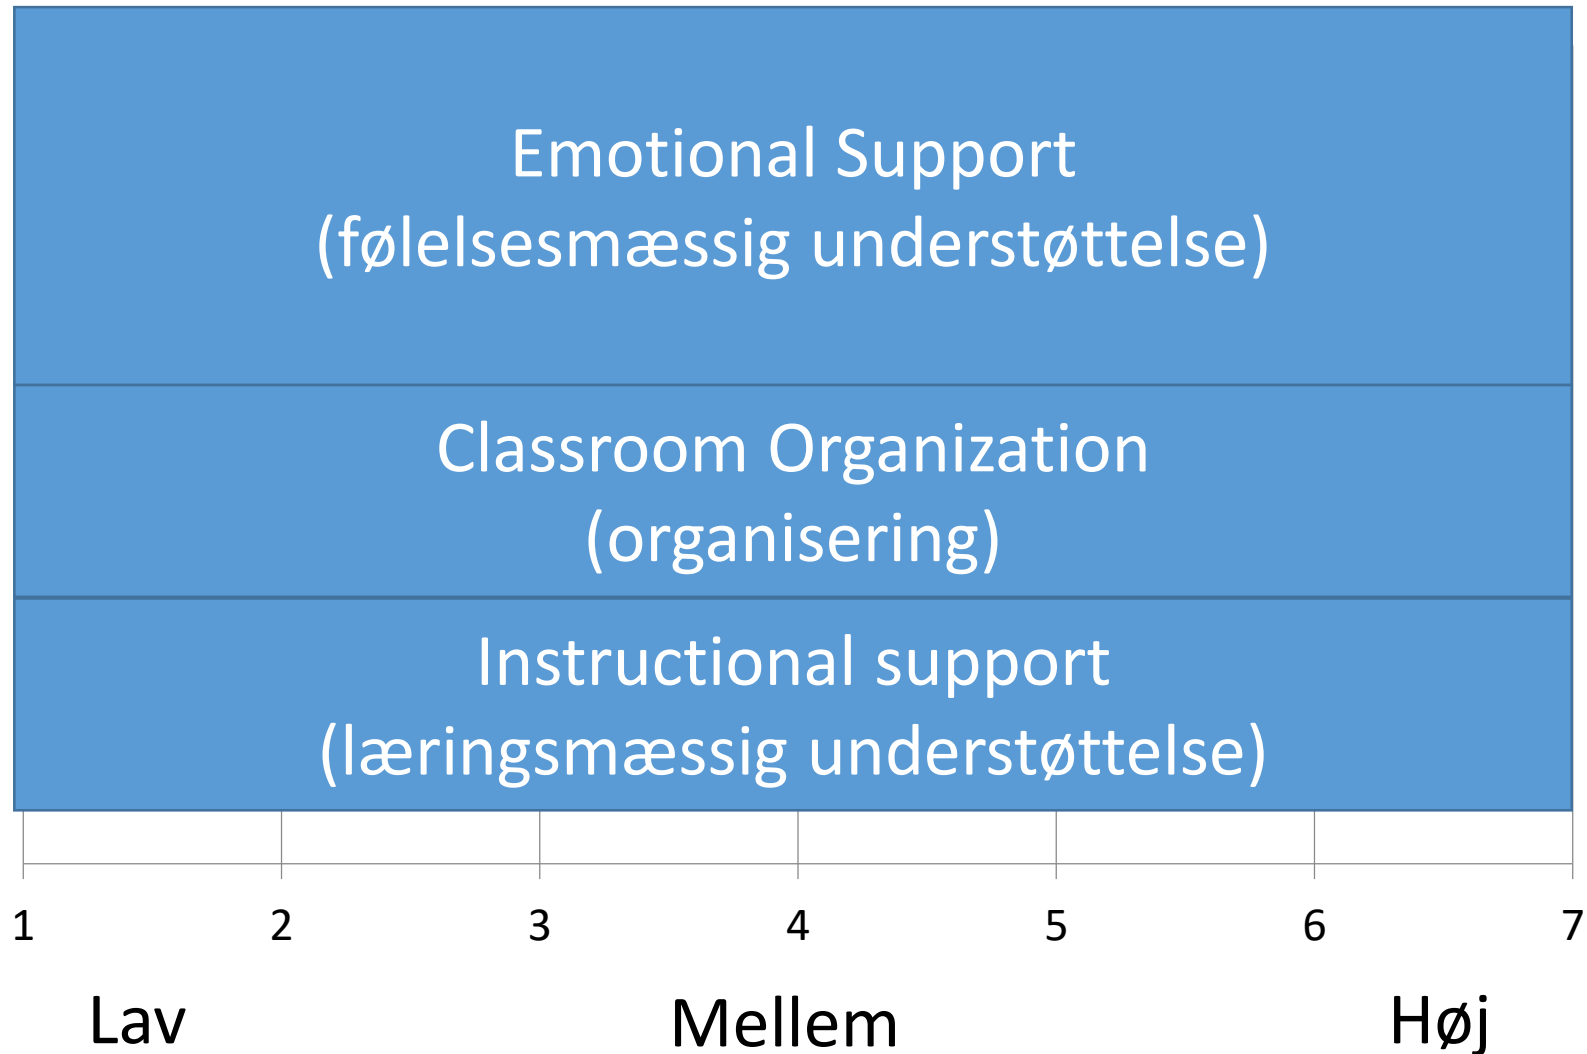 Emotional Support
(følelsesmæssig understøttelse)
Classroom Organization
(organisering)
Instructional support
(læringsmæssig understøttelse)
1 2 3 4 5 6 7
Lav Mellem Høj